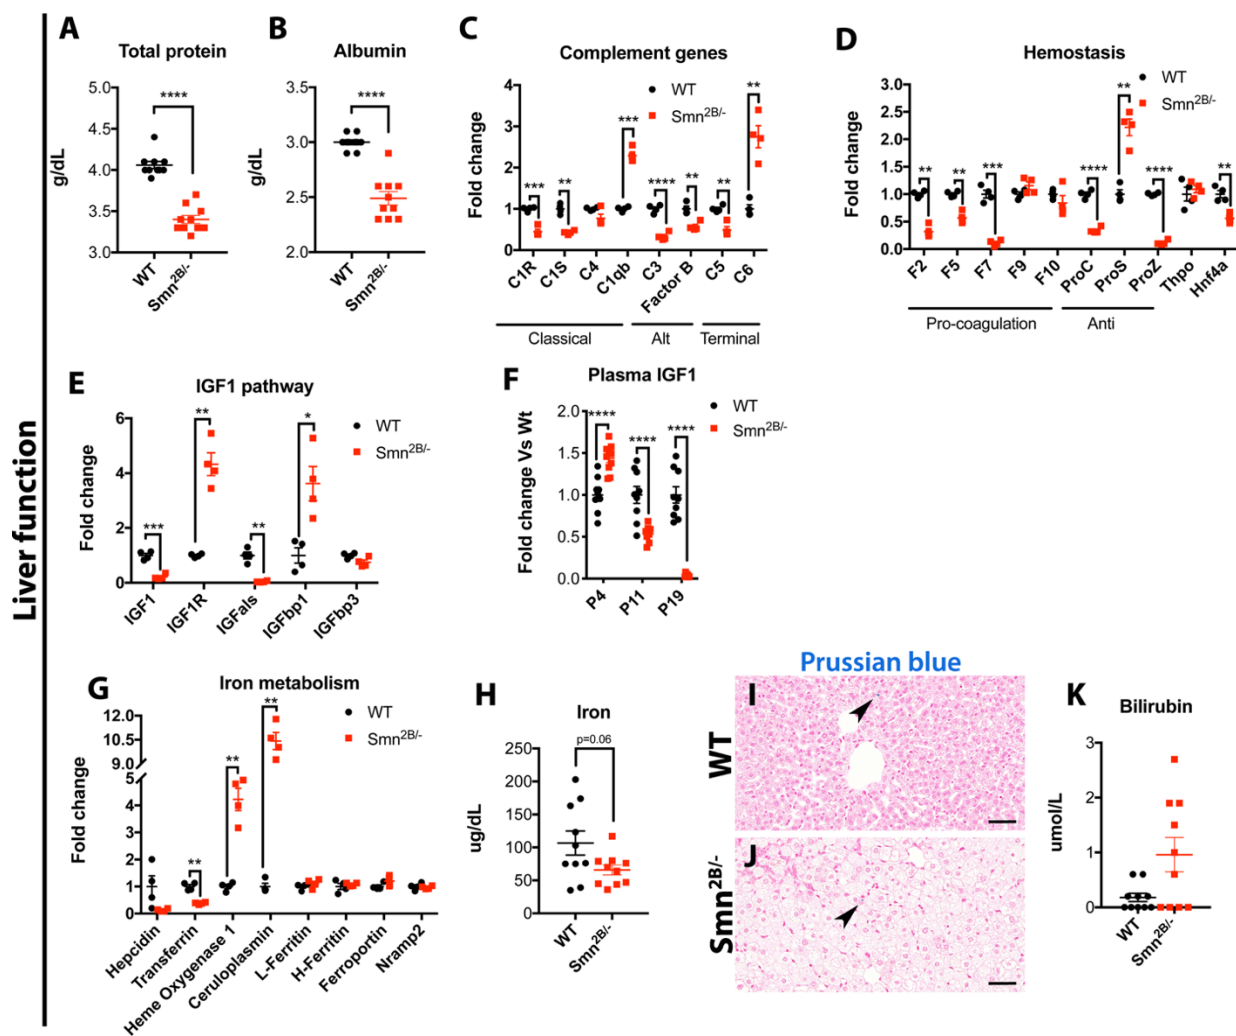 Liver function
A
Total protein
****
g/dL
5.0
4.5
4.0
3.5
3.0
WT
Smn2B/-
B
Albumin
****
g/dL
3.5
3.0
2.5
2.0
WT
Smn2B/-
C
Complement genes
WT
Smn2B/-
Fold change
4
3
2
1
0
*** ** *** **** ** ** **
C1R C1S C4 C1qb C3 Factor B C5 C6
Classical Alt Terminal
D
Hemostasis
WT
Smn2B/-
Fold change
3.0
2.5
2.0
1.5
1.0
0.5
0.0
** ** *** **** ** **** **
F2 F5 F7 F9 F10 ProC ProS ProZ Thpo Hnf4a
Pro-coagulation Anti
E
IGF1 pathway
WT
Smn2B/-
Fold change
6
4
2
0
*** ** ** *
IGF1 IGF1R IGFals IGFbp1 IGFbp3
F
Plasma IGF1
WT
Smn2B/-
Fold change Vs Wt
2.0
1.5
1.0
0.5
0.0
**** **** ****
P4 P11 P19
G
Iron metabolism
WT
Smn2B/-
Fold change
12.0
10.5
9.0
5
4
3
2
1
0
** ** **
Hepcidin Transferrin Heme Oxygenase 1 Ceruloplasmin L-Ferritin H-Ferritin Ferroportin Nramp2
H
Iron
p=0.06
ug/dL
250
200
150
100
50
0
WT
Smn2B/-
Prussian blue
I
WT
J
Smn2B/-
K
Bilirubin
umol/L
3
2
1
0
WT
Smn2B/-